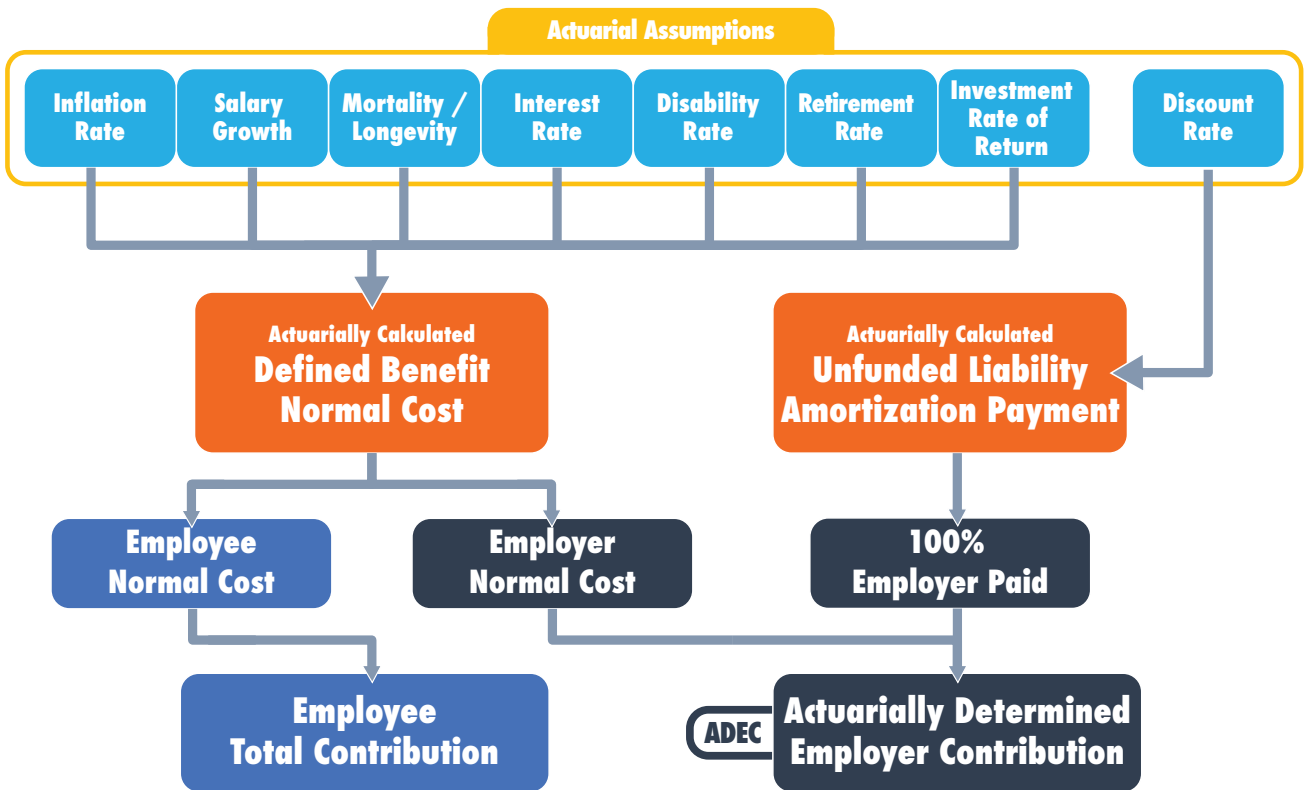 Actuarial Assumptions
Inflation
Rate
Salary
Growth
Mortality /
Longevity
Interest
Rate
Disability
Rate
Retirement
Rate
Investment
Rate of
Return
Discount
Rate
Actuarially Calculated
Defined Benefit
Normal Cost
Actuarially Calculated
Unfunded Liability
Amortization Payment
Employee
Normal Cost
Employer
Normal Cost
100%
Employer Paid
Employee
Total Contribution
ADEC
Actuarially Determined
Employer Contribution